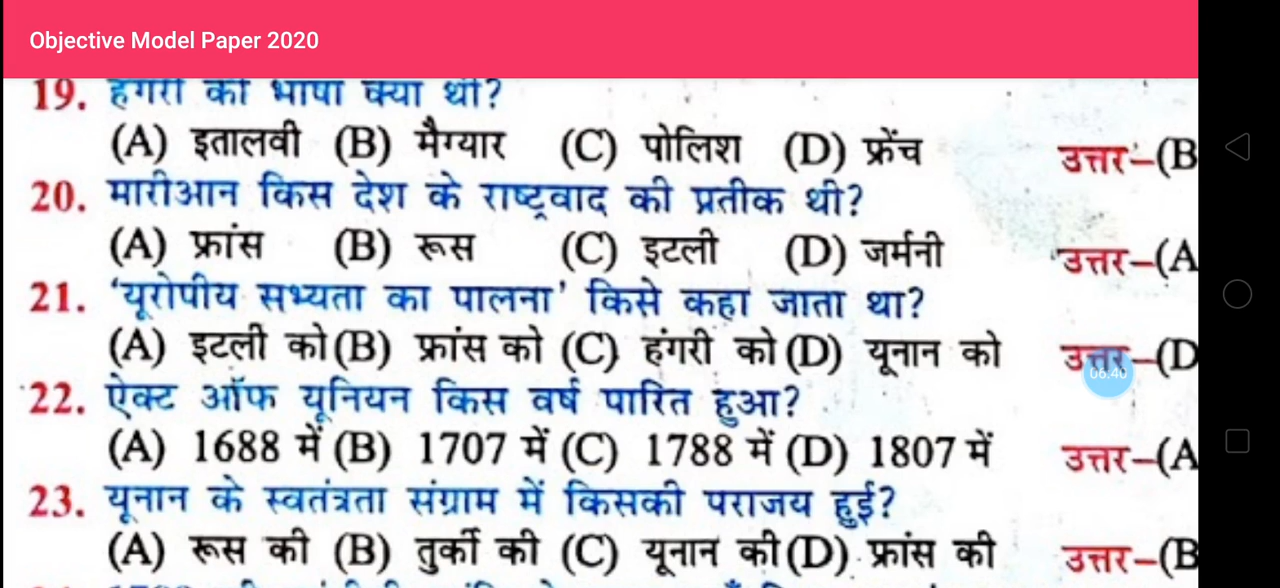 Objective Model Paper 2020
19. हंगरी की भाषा क्या थी?
(A) इतालवी (B) मैग्यार (C) पोलिश (D) फ्रेंच उत्तर–(B
20. मारीआन किस देश के राष्ट्रवाद की प्रतीक थी?
(A) फ्रांस (B) रूस (C) इटली (D) जर्मनी उत्तर–(A
21. ‘यूरोपीय सभ्यता का पालना’ किसे कहा जाता था?
(A) इटली को (B) फ्रांस को (C) हंगरी को (D) यूनान को उत्तर–(D
06:40
22. ऐक्ट ऑफ यूनियन किस वर्ष पारित हुआ?
(A) 1688 में (B) 1707 में (C) 1788 में (D) 1807 में उत्तर–(A
23. यूनान के स्वतंत्रता संग्राम में किसकी पराजय हुई?
(A) रूस की (B) तुर्की की (C) यूनान की (D) फ्रांस की उत्तर–(B